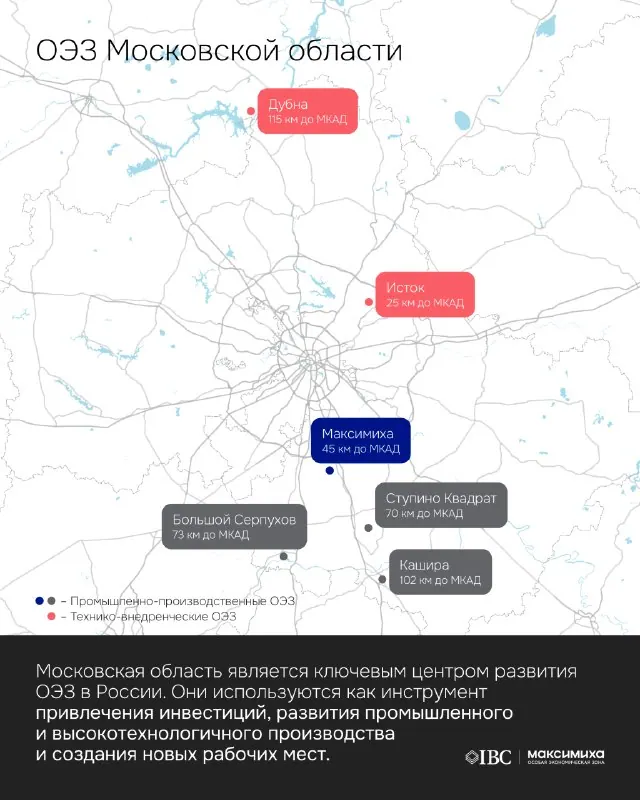 ОЭЗ Московской области
Дубна
115 км до МКАД
Исток
25 км до МКАД
Максимиха
45 км до МКАД
Ступино Квадрат
70 км до МКАД
Большой Серпухов
73 км до МКАД
Кашира
102 км до МКАД
– Промышленно-производственные ОЭЗ
– Технико-внедренческие ОЭЗ
Московская область является ключевым центром развития
ОЭЗ в России. Они используются как инструмент
привлечения инвестиций, развития промышленного
и высокотехнологичного производства
и создания новых рабочих мест.
IBC
максимиха
ОСОБАЯ ЭКОНОМИЧЕСКАЯ ЗОНА